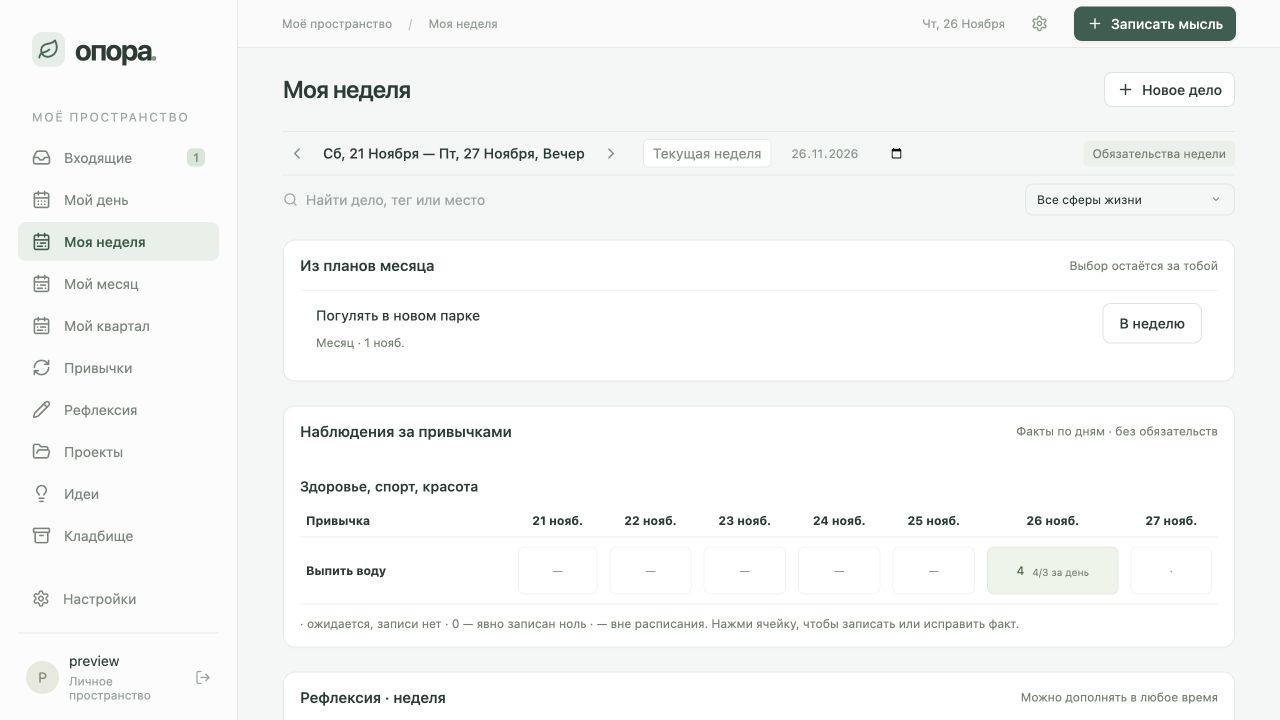 опора.
МОЁ ПРОСТРАНСТВО
Входящие 1
Мой день
Моя неделя
Мой месяц
Мой квартал
Привычки
Рефлексия
Проекты
Идеи
Кладбище
Настройки
P
preview
Личное
пространство
Моё пространство / Моя неделя
Чт, 26 Ноября
+ Записать мысль
Моя неделя
+ Новое дело
Сб, 21 Ноября — Пт, 27 Ноября, Вечер
Текущая неделя
26.11.2026
Обязательства недели
Найти дело, тег или место
Все сферы жизни
Из планов месяца
Выбор остаётся за тобой
Погулять в новом парке
Месяц · 1 нояб.
В неделю
Наблюдения за привычками
Факты по дням · без обязательств
Здоровье, спорт, красота
Привычка 21 нояб. 22 нояб. 23 нояб. 24 нояб. 25 нояб. 26 нояб. 27 нояб.
Выпить воду — — — — — 4 4/3 за день ·
· ожидается, записи нет · 0 — явно записан ноль · — вне расписания. Нажми ячейку, чтобы записать или исправить факт.
Рефлексия · неделя
Можно дополнять в любое время